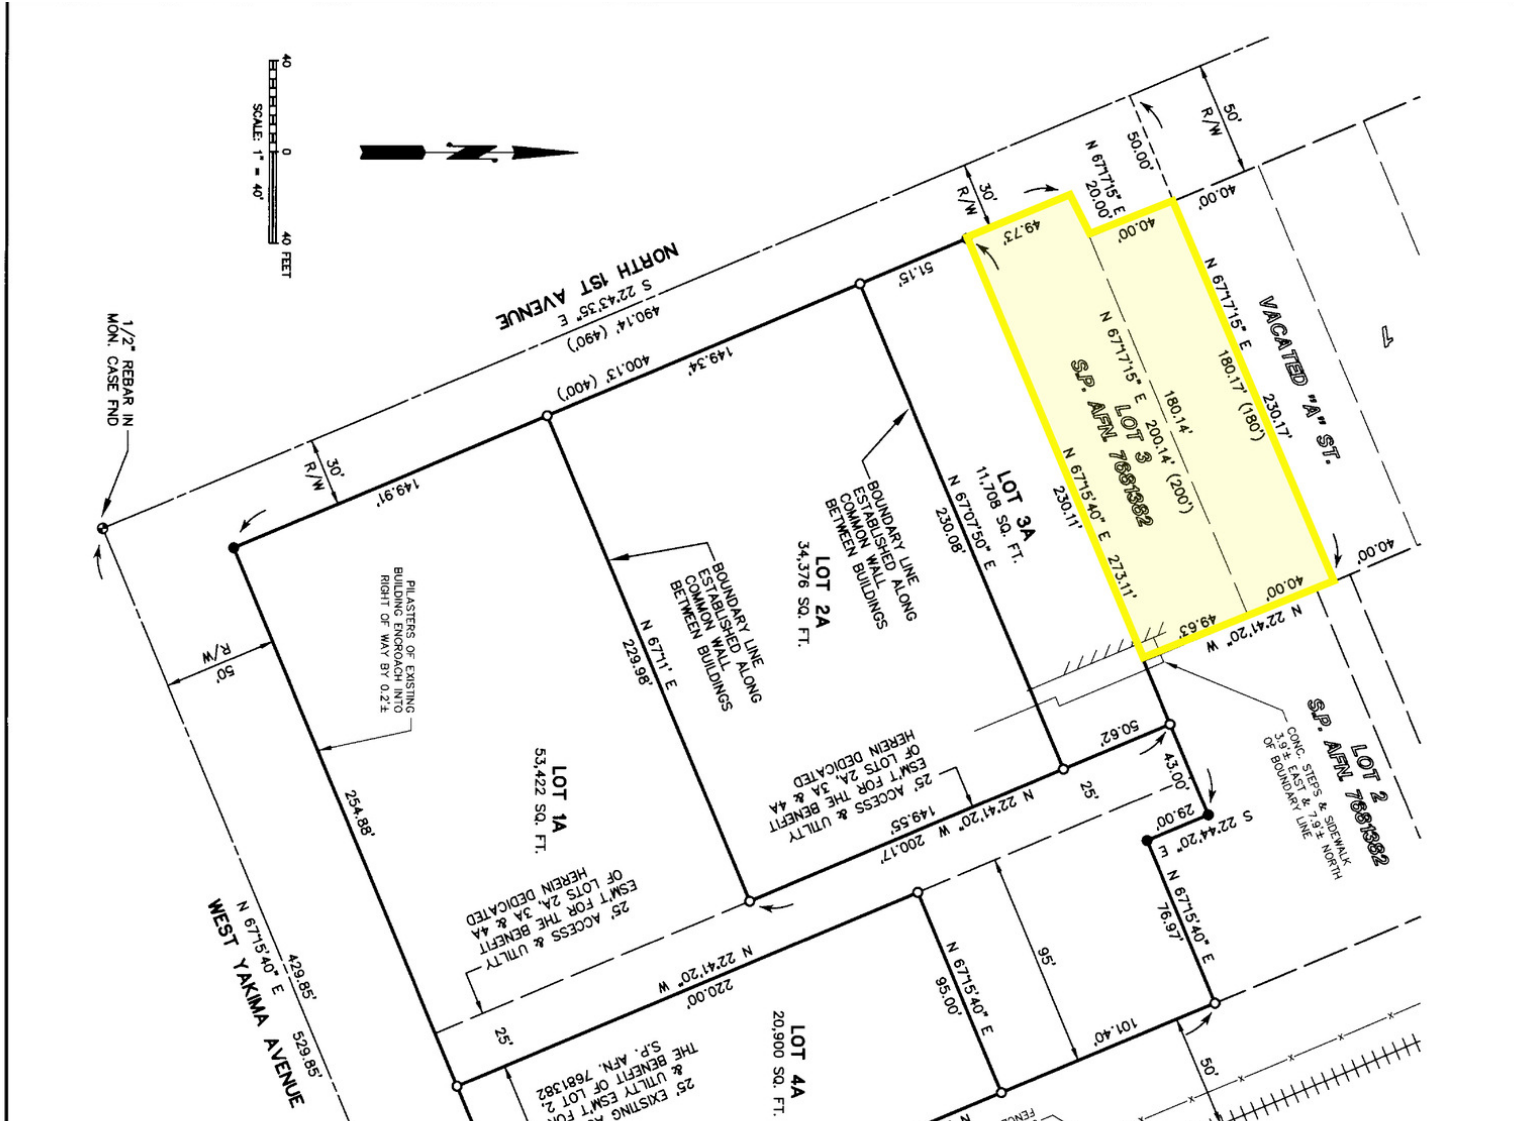 40
0
40 FEET
SCALE: 1" = 40'
1/2" REBAR IN
MON. CASE FND
NORTH 1ST AVENUE
S 22°43'35" E
490.14' (490')
400.13' (400')
30'
R/W
30'
R/W
50'
R/W
50'
R/W
50.00'
N 67°17'15" E
20.00'
40.00'
40.00'
49.73'
51.15'
149.34'
149.91'
N 67°17'15" E
180.17' (180')
230.17'
VACATED "A" ST.
N 67°17'15" E
180.14'
200.14' (200')
LOT 3
S.P. AFN. 7681382
N 67°15'40" E
230.11'
273.11'
40.00'
40.00'
49.63'
N 22°41'20" W
LOT 3A
11,708 SQ. FT.
N 67°07'50" E
230.08'
BOUNDARY LINE
ESTABLISHED ALONG
COMMON WALL
BETWEEN BUILDINGS
LOT 2A
34,376 SQ. FT.
BOUNDARY LINE
ESTABLISHED ALONG
COMMON WALL
BETWEEN BUILDINGS
N 67°11' E
229.98'
PILASTERS OF EXISTING
BUILDING ENCROACH INTO
RIGHT OF WAY BY 0.2'±
LOT 1A
53,422 SQ. FT.
254.88'
WEST YAKIMA AVENUE
N 67°15'40" E
429.85'
529.85'
25' ACCESS & UTILTY
ESM'T FOR THE BENEFIT
OF LOTS 2A, 3A & 4A
HEREIN DEDICATED
25' ACCESS & UTILTY
ESM'T FOR THE BENEFIT
OF LOTS 2A, 3A & 4A
HEREIN DEDICATED
50.62'
25'
43.00'
29.00'
S 22°44'20" E
N 67°15'40" E
76.97'
LOT 2
S.P. AFN. 7681382
CONC. STEPS & SIDEWALK
3.9'± EAST & 7.9'± NORTH
OF BOUNDARY LINE
N 22°41'20" W
149.55'
200.17'
N 22°41'20" W
220.00'
25'
95'
N 67°15'40" E
95.00'
101.40'
50'
LOT 4A
20,900 SQ. FT.
25' EXISTING
& UTILITY ESM'T FOR
THE BENEFIT OF LOT 2
S.P. AFN. 7681382